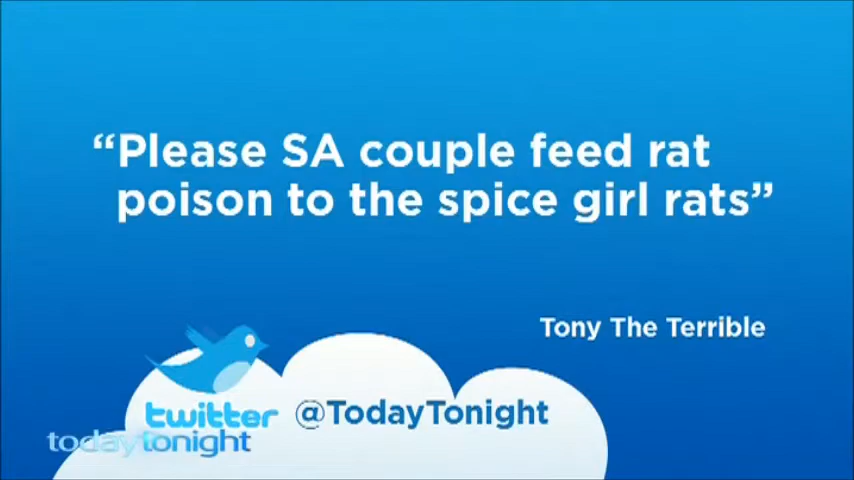 “Please SA couple feed rat
poison to the spice girl rats”
Tony The Terrible
twitter @TodayTonight
todaytonight